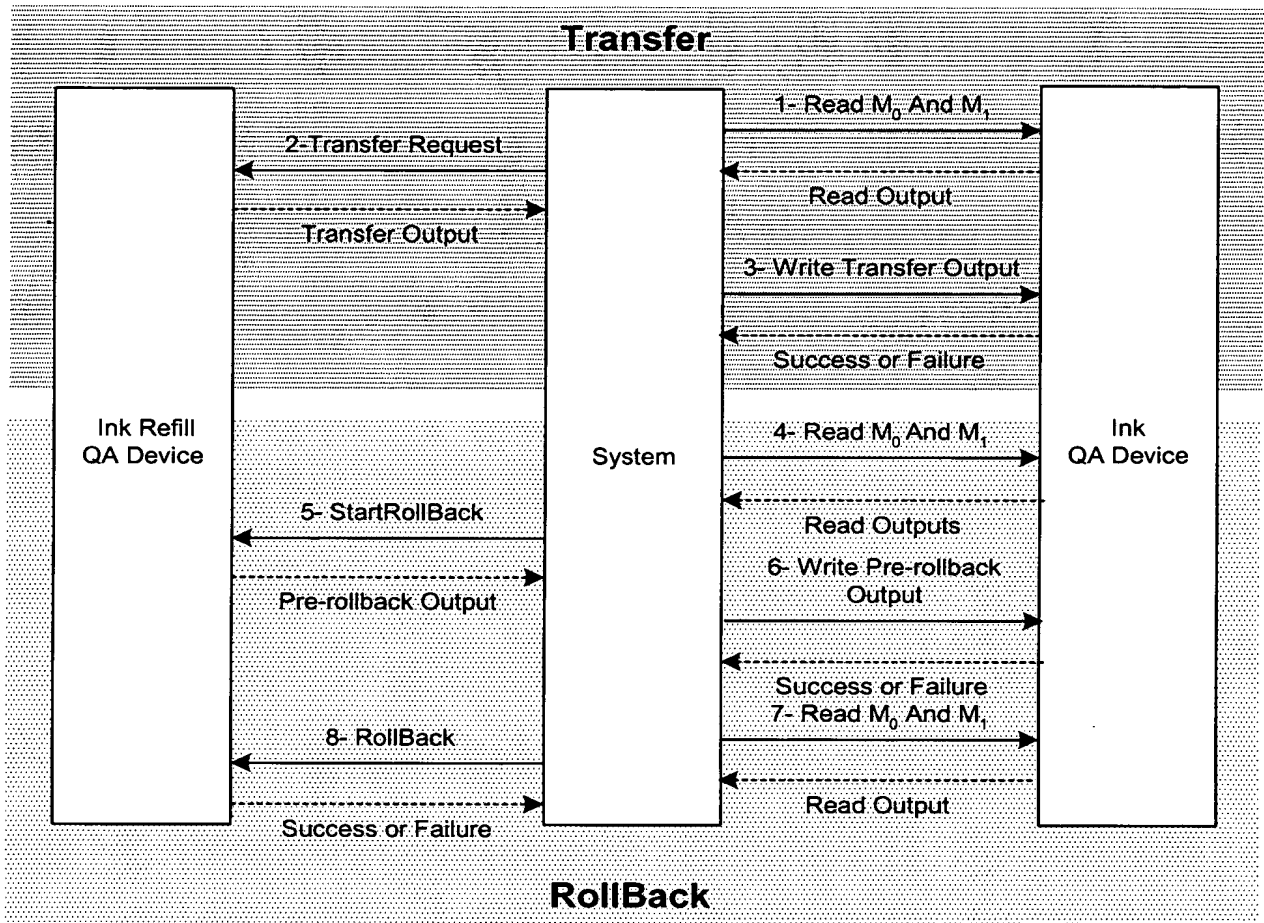 Transfer
1- Read M₀ And M₁
2-Transfer Request
Read Output
Transfer Output
3- Write Transfer Output
Success or Failure
Ink Refill
QA Device
System
Ink
QA Device
4- Read M₀ And M₁
Read Outputs
5- StartRollBack
6- Write Pre-rollback
Output
Pre-rollback Output
Success or Failure
7- Read M₀ And M₁
8- RollBack
Read Output
Success or Failure
RollBack